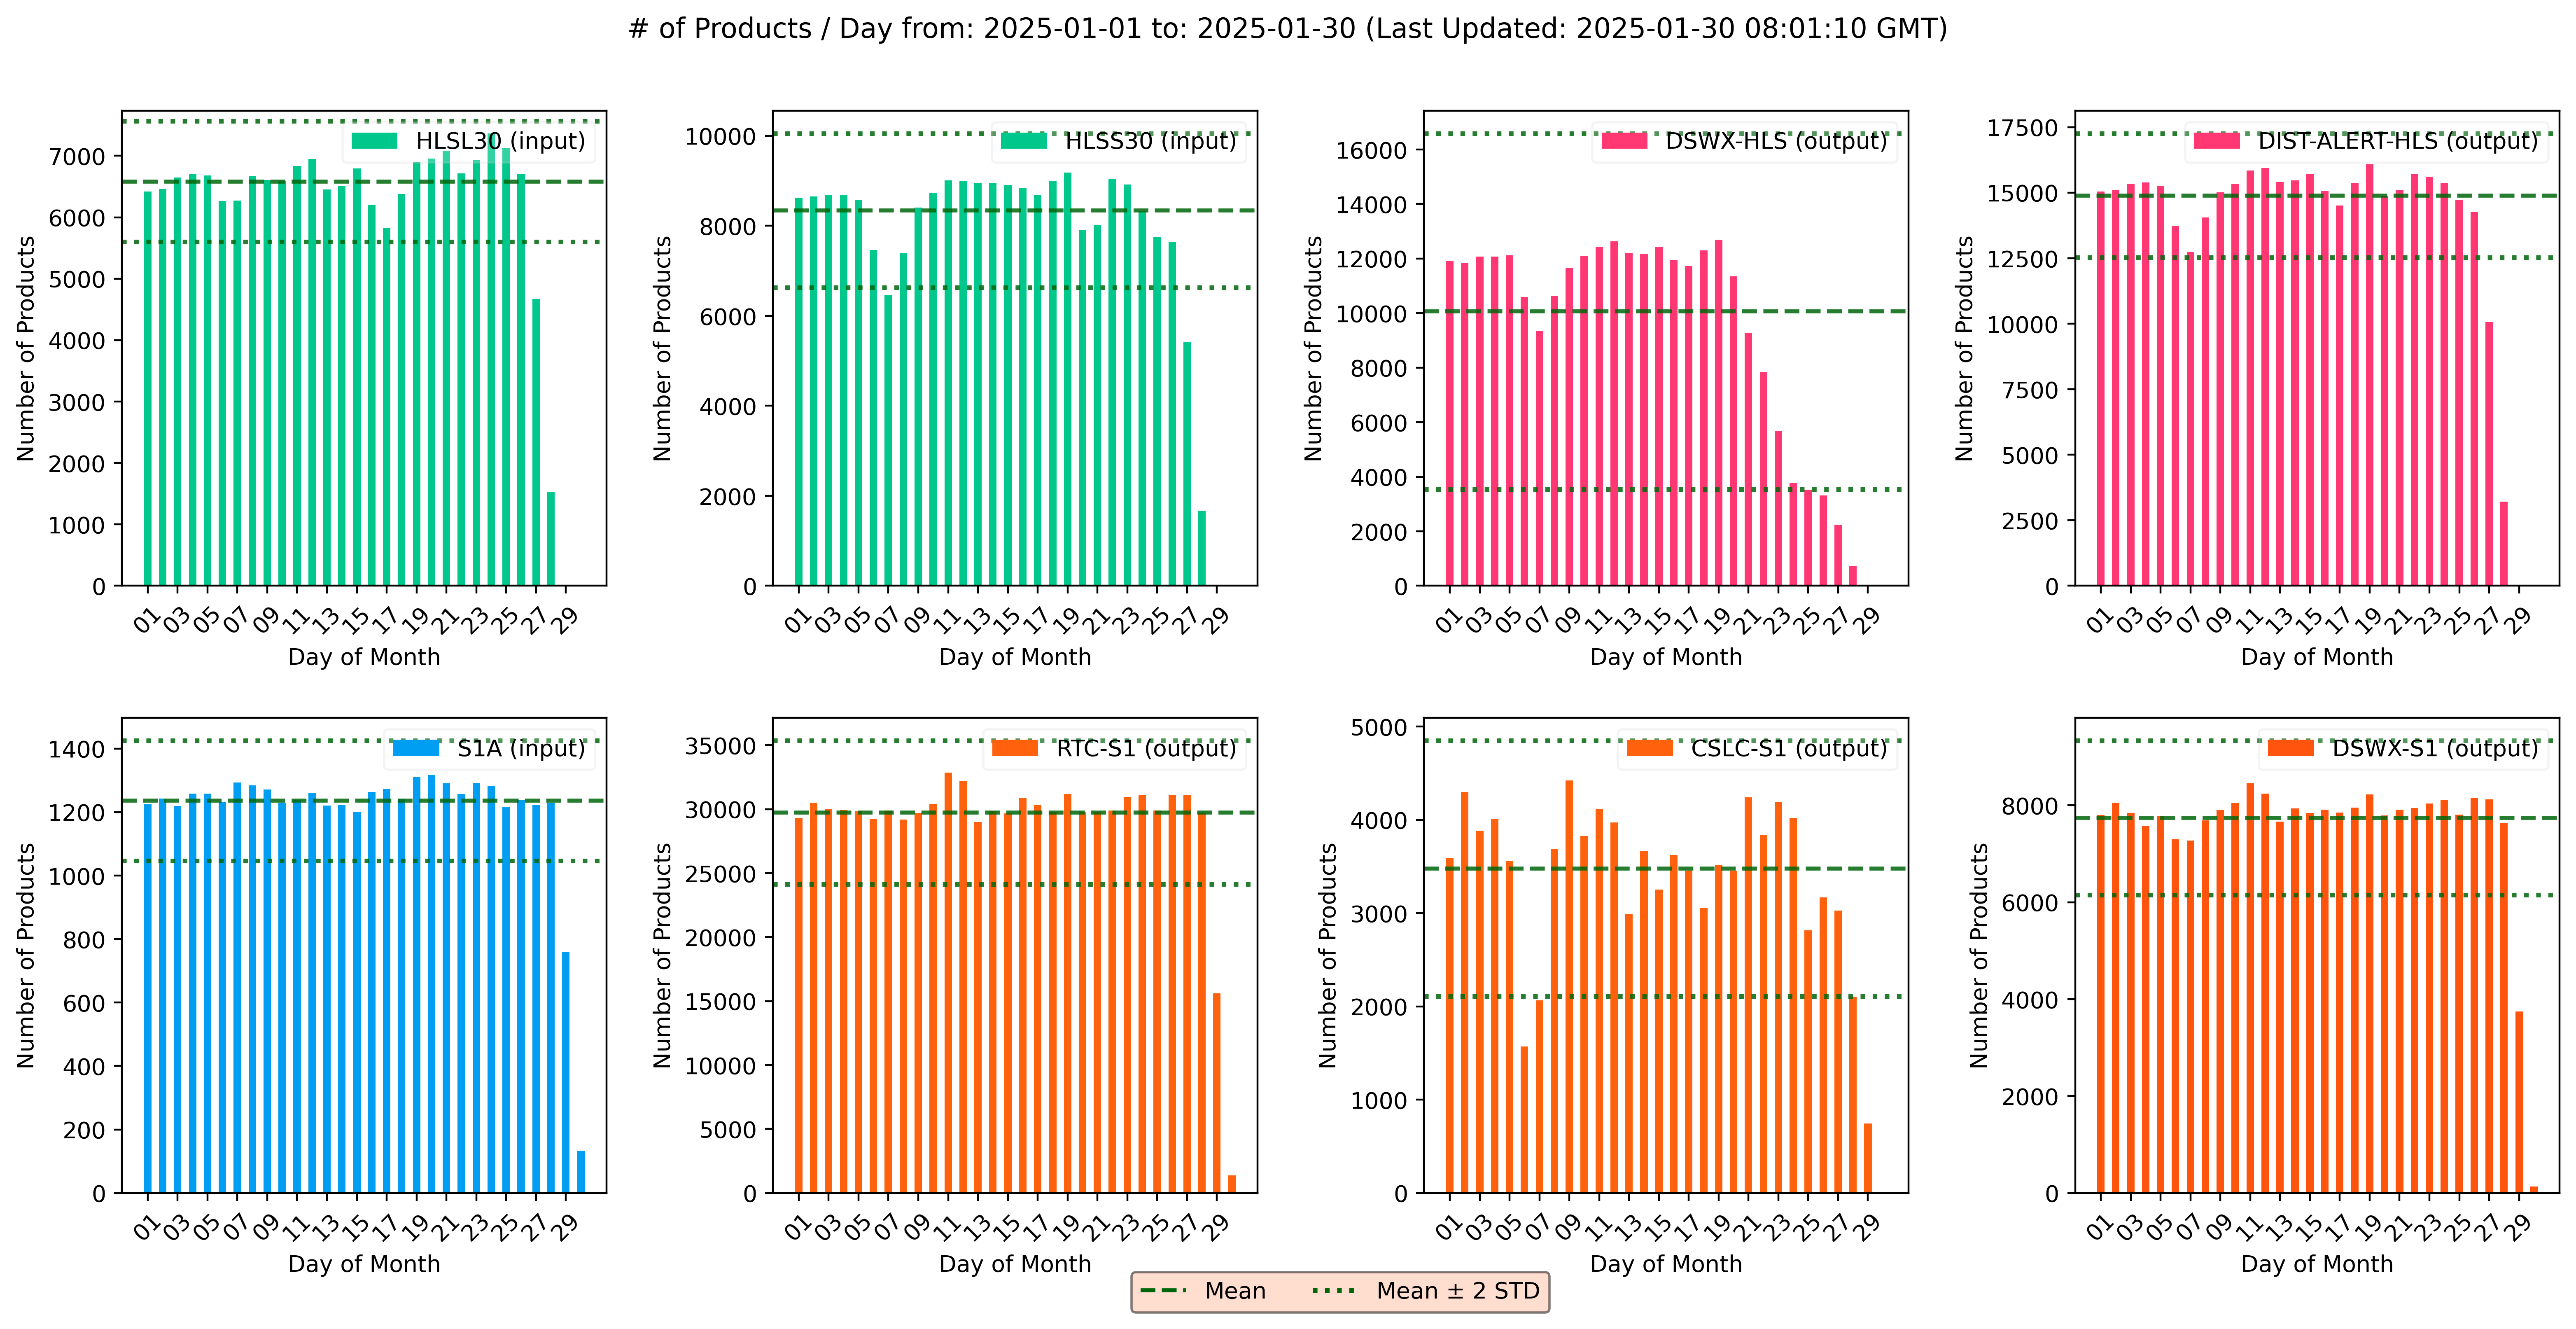 # of Products / Day from: 2025-01-01 to: 2025-01-30 (Last Updated: 2025-01-30 08:01:10 GMT)
HLSL30 (input)
Number of Products
7000
6000
5000
4000
3000
2000
1000
0
01 03 05 07 09 11 13 15 17 19 21 23 25 27 29
Day of Month
HLSS30 (input)
Number of Products
10000
8000
6000
4000
2000
0
01 03 05 07 09 11 13 15 17 19 21 23 25 27 29
Day of Month
DSWX-HLS (output)
Number of Products
16000
14000
12000
10000
8000
6000
4000
2000
0
01 03 05 07 09 11 13 15 17 19 21 23 25 27 29
Day of Month
DIST-ALERT-HLS (output)
Number of Products
17500
15000
12500
10000
7500
5000
2500
0
01 03 05 07 09 11 13 15 17 19 21 23 25 27 29
Day of Month
S1A (input)
Number of Products
1400
1200
1000
800
600
400
200
0
01 03 05 07 09 11 13 15 17 19 21 23 25 27 29
Day of Month
RTC-S1 (output)
Number of Products
35000
30000
25000
20000
15000
10000
5000
0
01 03 05 07 09 11 13 15 17 19 21 23 25 27 29
Day of Month
CSLC-S1 (output)
Number of Products
5000
4000
3000
2000
1000
0
01 03 05 07 09 11 13 15 17 19 21 23 25 27 29
Day of Month
DSWX-S1 (output)
Number of Products
8000
6000
4000
2000
0
01 03 05 07 09 11 13 15 17 19 21 23 25 27 29
Day of Month
Mean
Mean ± 2 STD